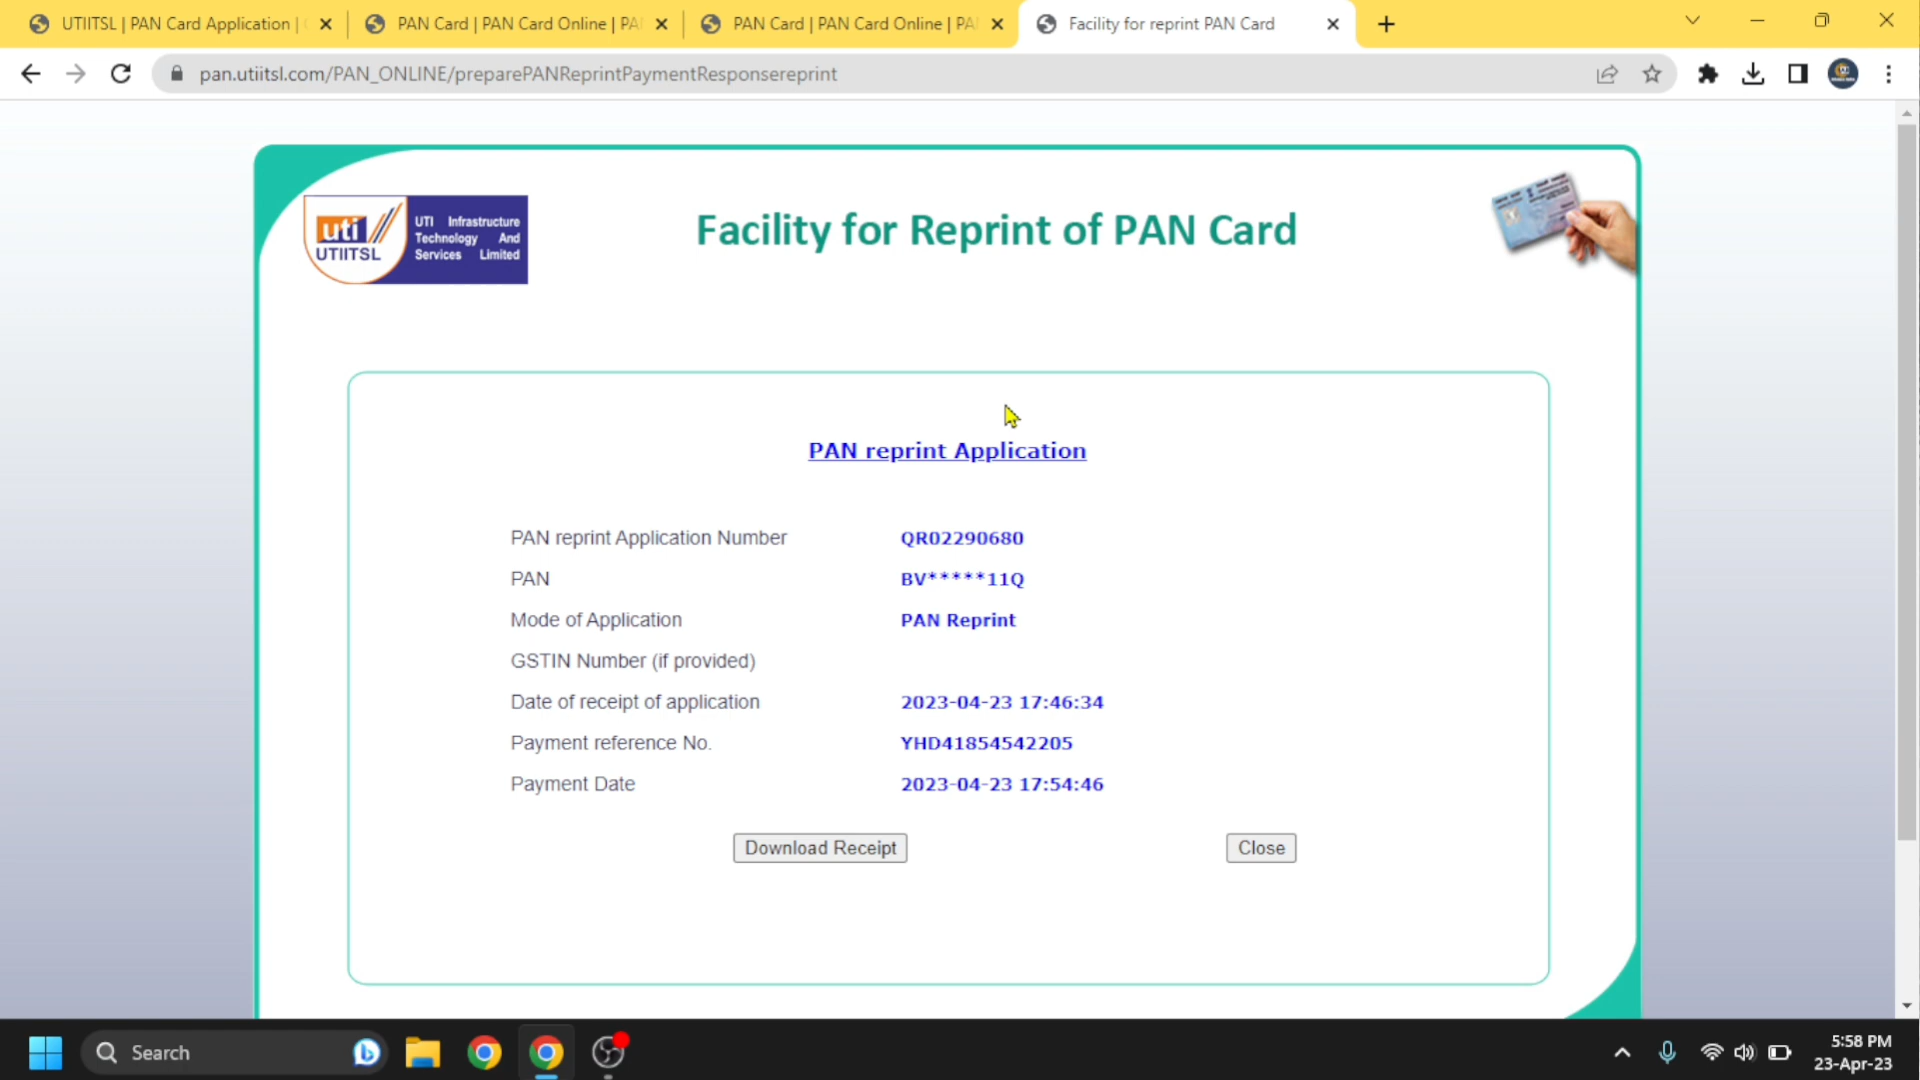 UTIITSL | PAN Card Application |
PAN Card | PAN Card Online | PA
PAN Card | PAN Card Online | PA
Facility for reprint PAN Card
pan.utiitsl.com/PAN_ONLINE/preparePANReprintPaymentResponsereprint
uti
UTIITSL
UTI Infrastructure
Technology And
Services Limited
Facility for Reprint of PAN Card
PAN reprint Application
PAN reprint Application Number QR02290680
PAN BV*****11Q
Mode of Application PAN Reprint
GSTIN Number (if provided)
Date of receipt of application 2023-04-23 17:46:34
Payment reference No. YHD41854542205
Payment Date 2023-04-23 17:54:46
Download Receipt Close
Search
5:58 PM
23-Apr-23